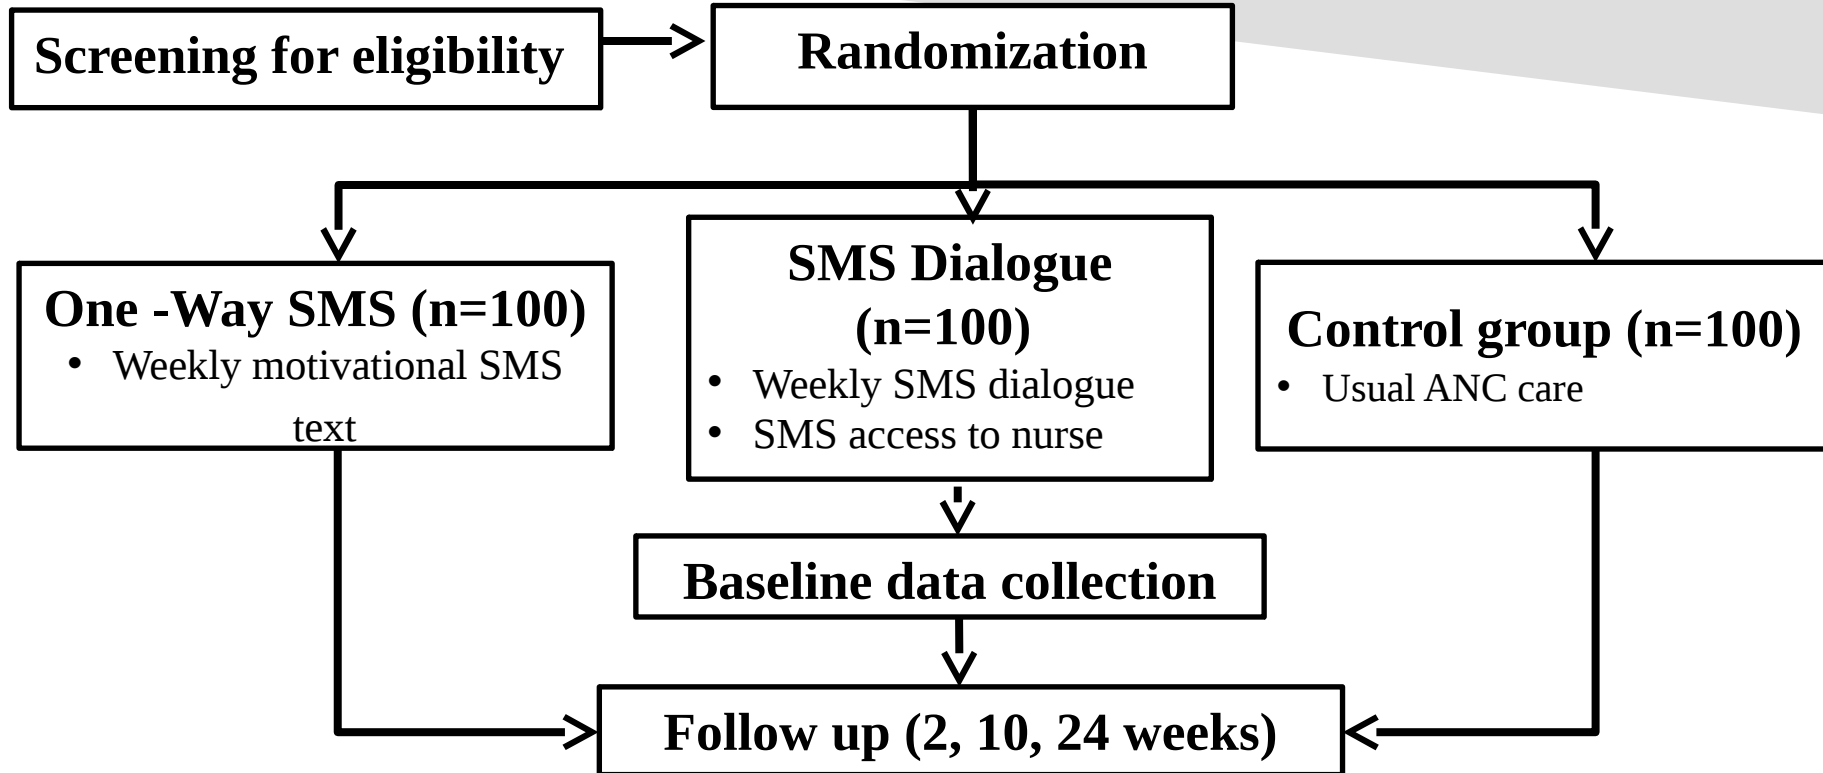 Screening for eligibility
Randomization
One -Way SMS (n=100)
• Weekly motivational SMS
text
SMS Dialogue
(n=100)
• Weekly SMS dialogue
• SMS access to nurse
Control group (n=100)
• Usual ANC care
Baseline data collection
Follow up (2, 10, 24 weeks)